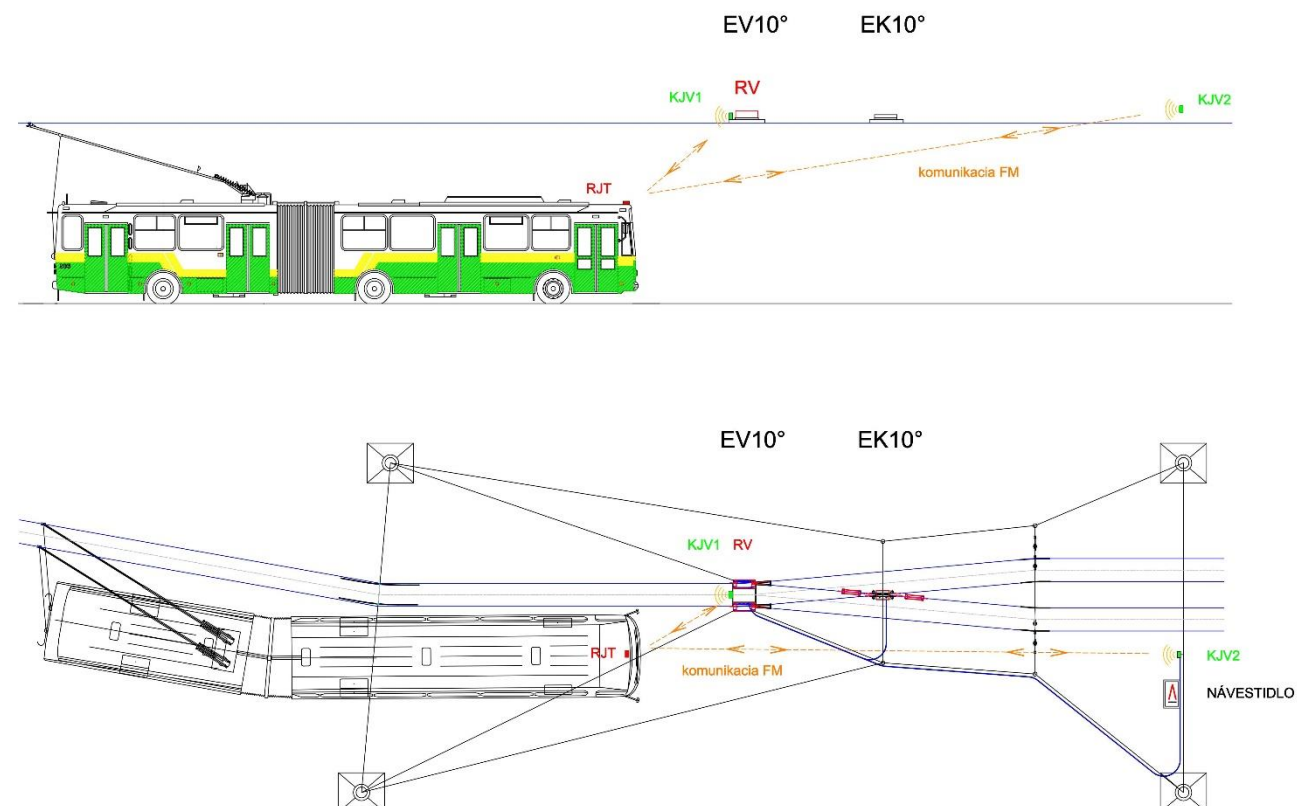 EV10° EK10°
KJV1 RV KJV2
RJT
komunikacia FM
EV10° EK10°
KJV1 RV
RJT
komunikacia FM
KJV2
NÁVESTIDLO